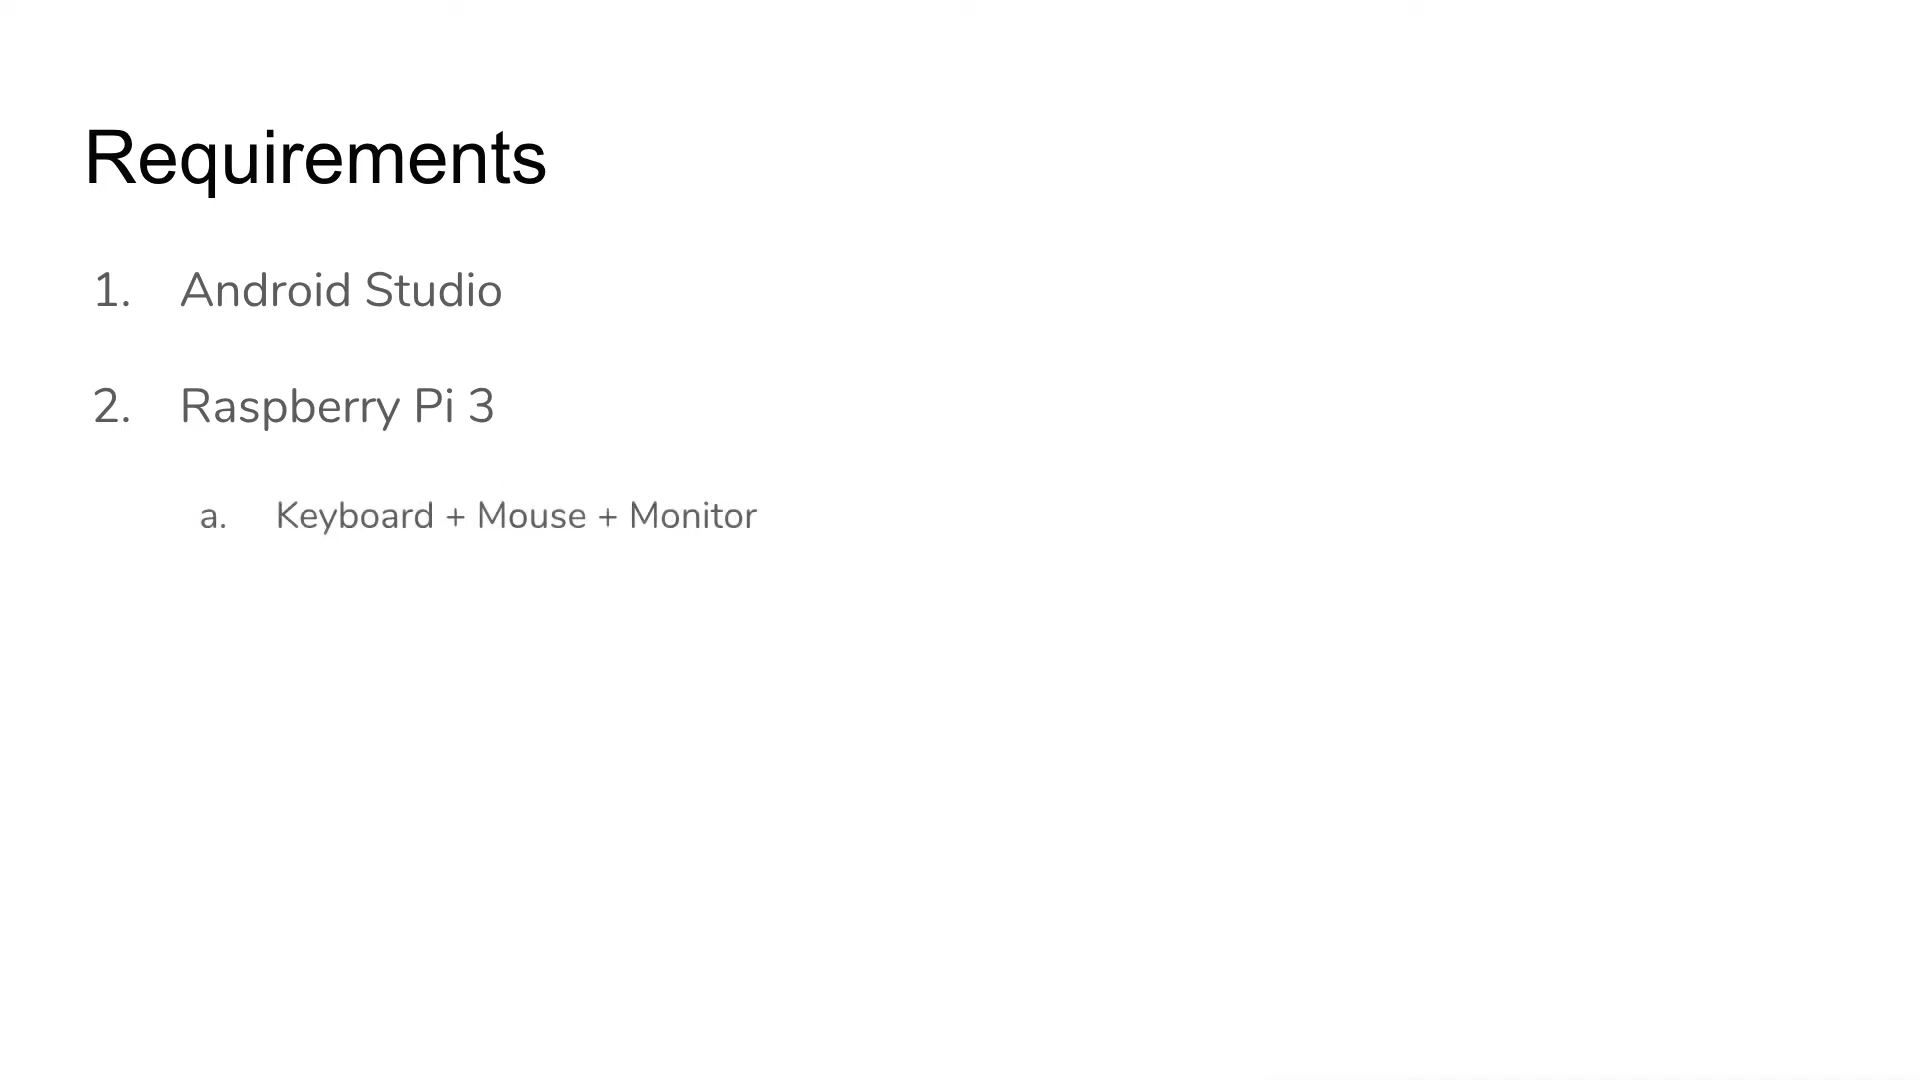 Requirements
1. Android Studio
2. Raspberry Pi 3
a. Keyboard + Mouse + Monitor